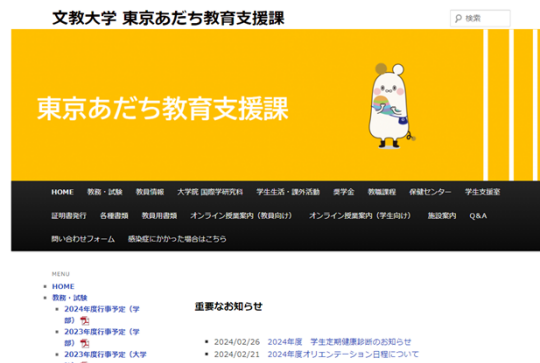 文教大学 東京あだち教育支援課
検索
東京あだち教育支援課
HOME 教務・試験 教員情報 大学院 国際学研究科 学生生活・課外活動 奨学金 教職課程 保健センター 学生支援室
証明書発行 各種書類 教員用書類 オンライン授業案内（教員向け） オンライン授業案内（学生向け） 施設案内 Q&A
問い合わせフォーム 感染症にかかった場合はこちら
MENU
HOME
教務・試験
2024年度行事予定（学
部）
2023年度行事予定（学
部）
2023年度行事予定（大学
重要なお知らせ
2024/02/26 2024年度　学生定期健康診断のお知らせ
2024/02/21 2024年度オリエンテーション日程について